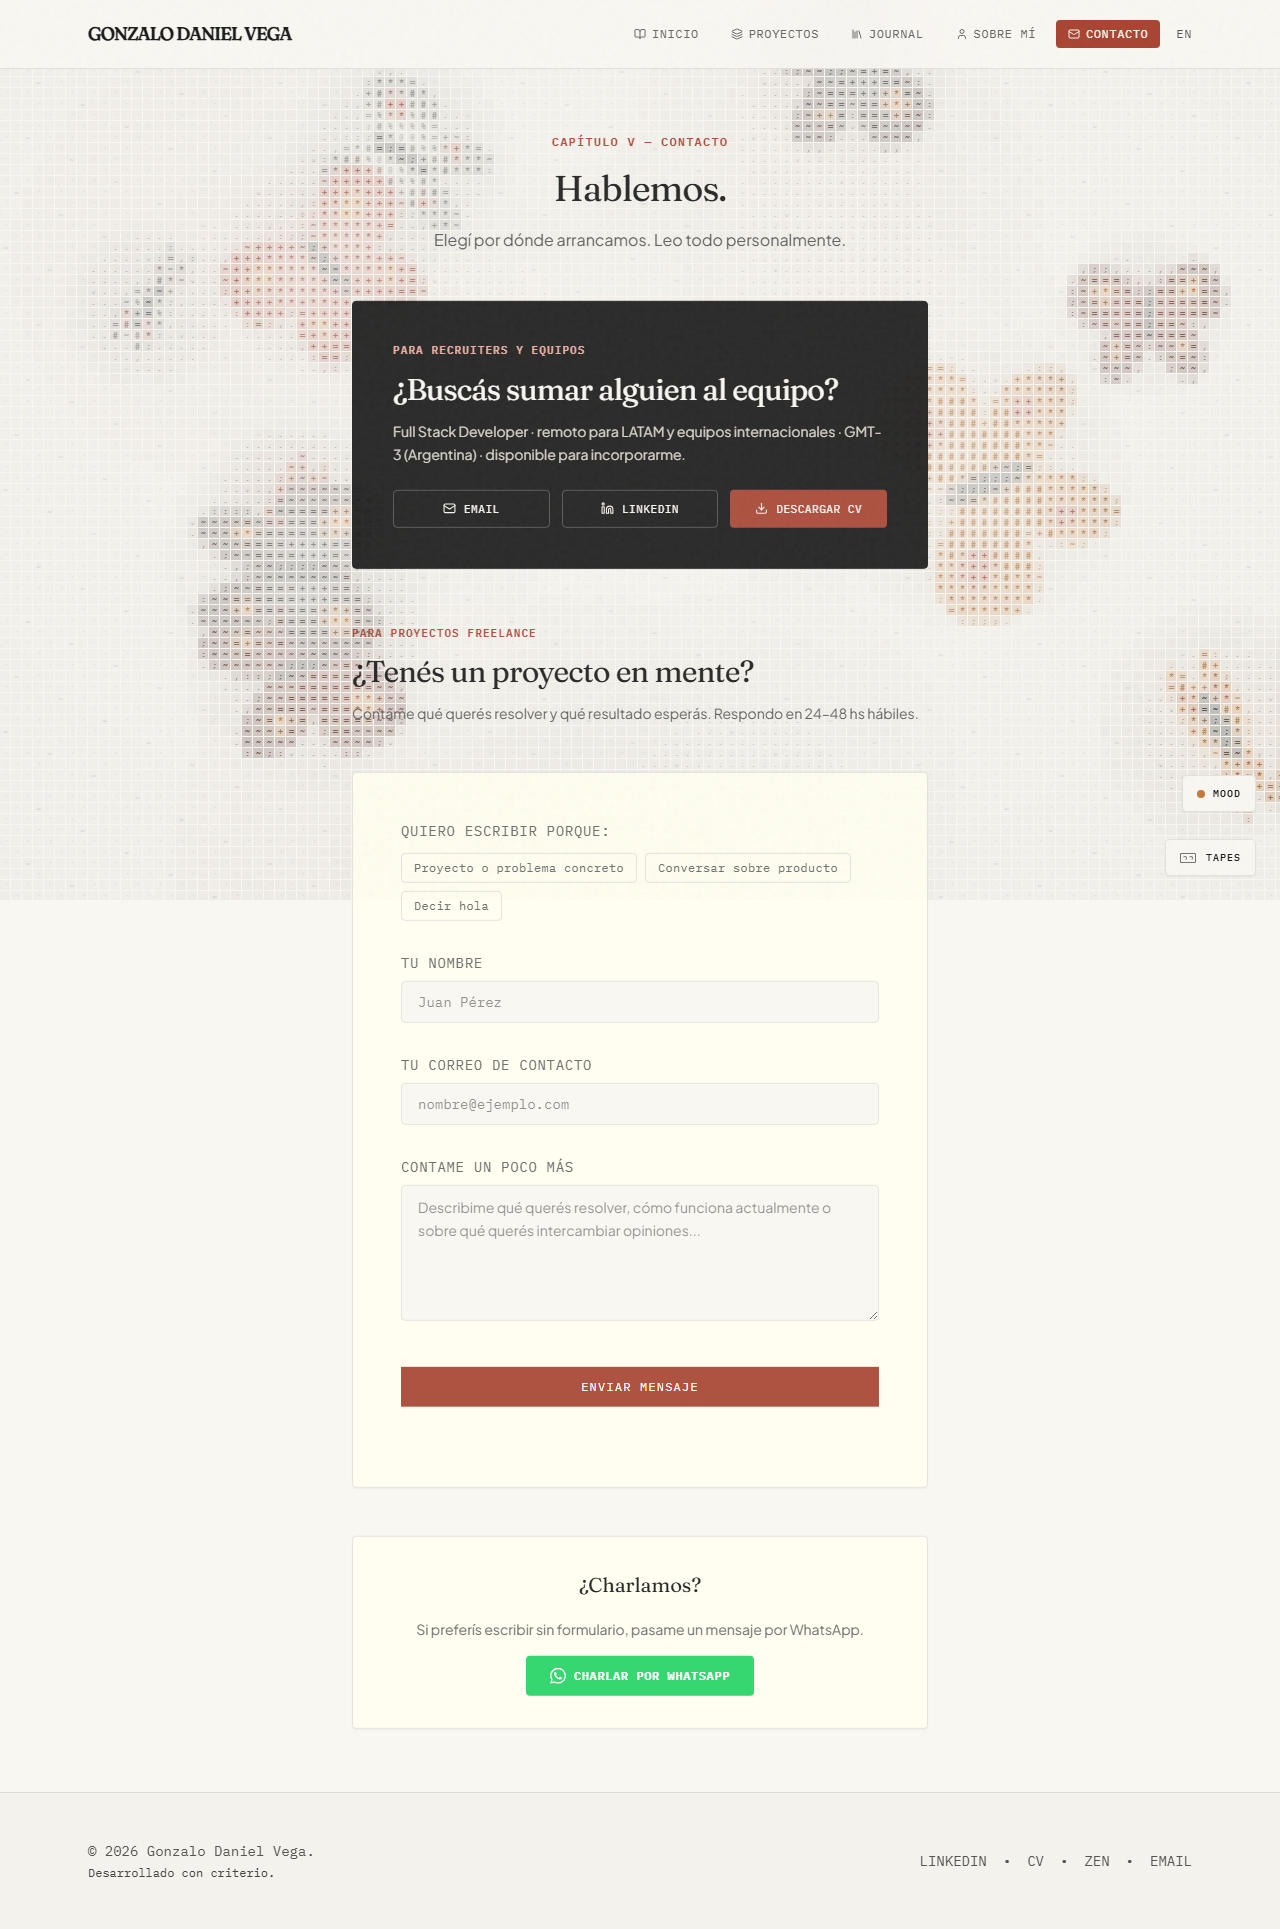 GONZALO DANIEL VEGA
INICIO PROYECTOS JOURNAL SOBRE MÍ CONTACTO EN
CAPÍTULO V — CONTACTO
Hablemos.
Elegí por dónde arrancamos. Leo todo personalmente.
PARA RECRUITERS Y EQUIPOS
¿Buscás sumar alguien al equipo?
Full Stack Developer · remoto para LATAM y equipos internacionales · GMT-
3 (Argentina) · disponible para incorporarme.
EMAIL LINKEDIN DESCARGAR CV
PARA PROYECTOS FREELANCE
¿Tenés un proyecto en mente?
Contame qué querés resolver y qué resultado esperás. Respondo en 24–48 hs hábiles.
MOOD
TAPES
QUIERO ESCRIBIR PORQUE:
Proyecto o problema concreto Conversar sobre producto
Decir hola
TU NOMBRE
Juan Pérez
TU CORREO DE CONTACTO
nombre@ejemplo.com
CONTAME UN POCO MÁS
Describime qué querés resolver, cómo funciona actualmente o
sobre qué querés intercambiar opiniones...
ENVIAR MENSAJE
¿Charlamos?
Si preferís escribir sin formulario, pasame un mensaje por WhatsApp.
CHARLAR POR WHATSAPP
© 2026 Gonzalo Daniel Vega.
Desarrollado con criterio.
LINKEDIN • CV • ZEN • EMAIL